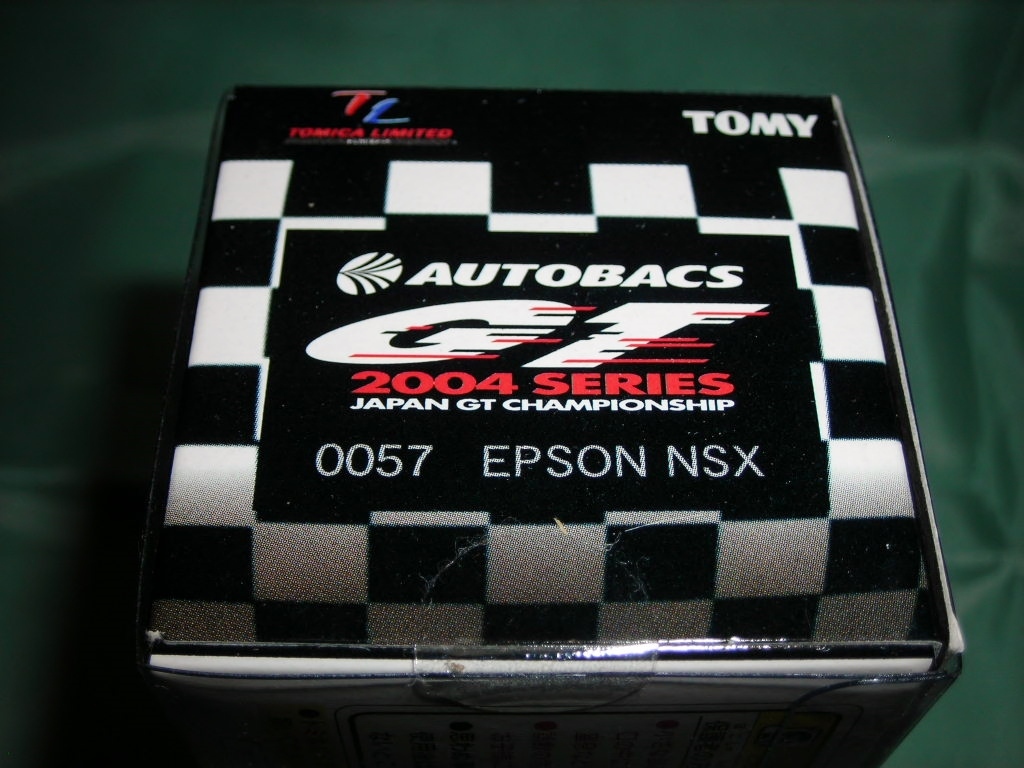 TL
TOMICA LIMITED
TOMY
AUTOBACS
GT
2004 SERIES
JAPAN GT CHAMPIONSHIP
0057 EPSON NSX